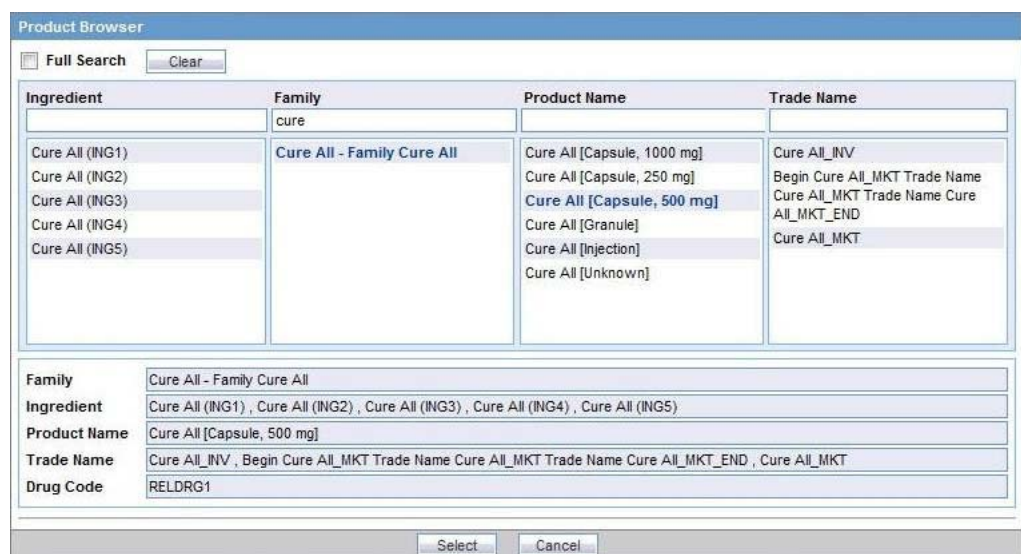 Product Browser
Full Search Clear
Ingredient Family Product Name Trade Name
cure
Cure All (ING1) Cure All - Family Cure All Cure All [Capsule, 1000 mg] Cure All_INV
Cure All (ING2) Cure All [Capsule, 250 mg] Begin Cure All_MKT Trade Name
Cure All (ING3) Cure All [Capsule, 500 mg] Cure All_MKT Trade Name Cure
Cure All (ING4) Cure All [Granule] All_MKT_END
Cure All (ING5) Cure All [Injection] Cure All_MKT
Cure All [Unknown]
Family Cure All - Family Cure All
Ingredient Cure All (ING1) , Cure All (ING2) , Cure All (ING3) , Cure All (ING4) , Cure All (ING5)
Product Name Cure All [Capsule, 500 mg]
Trade Name Cure All_INV , Begin Cure All_MKT Trade Name Cure All_MKT Trade Name Cure All_MKT_END , Cure All_MKT
Drug Code RELDRG1
Select Cancel